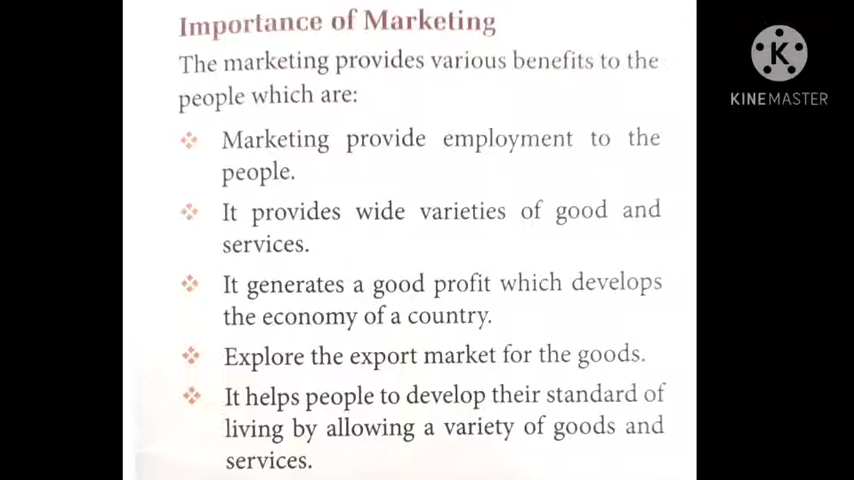 Importance of Marketing
The marketing provides various benefits to the
people which are:
Marketing provide employment to the
people.
It provides wide varieties of good and
services.
It generates a good profit which develops
the economy of a country.
Explore the export market for the goods.
It helps people to develop their standard of
living by allowing a variety of goods and
services.
K
KINEMASTER